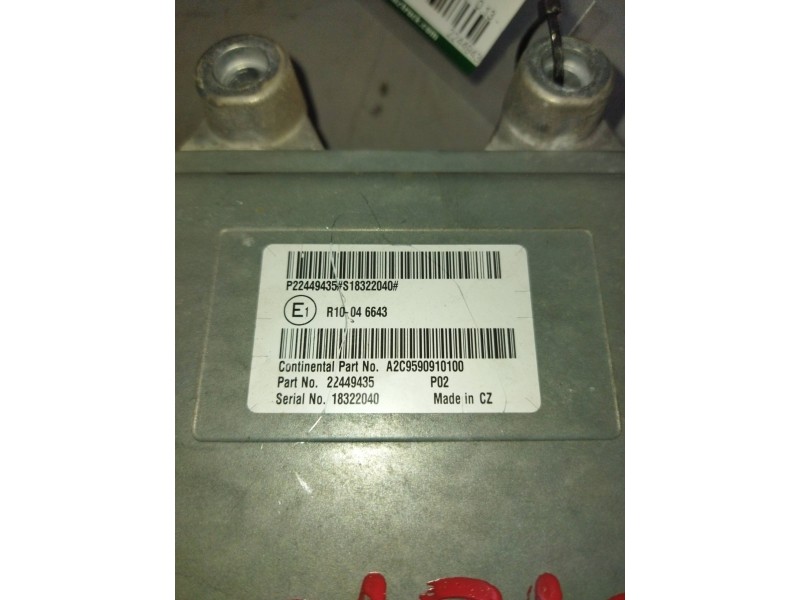 P22449435#S18322040#
E1 R10-04 6643
Continental Part No. A2C9590910100
Part No. 22449435 P02
Serial No. 18322040 Made in CZ